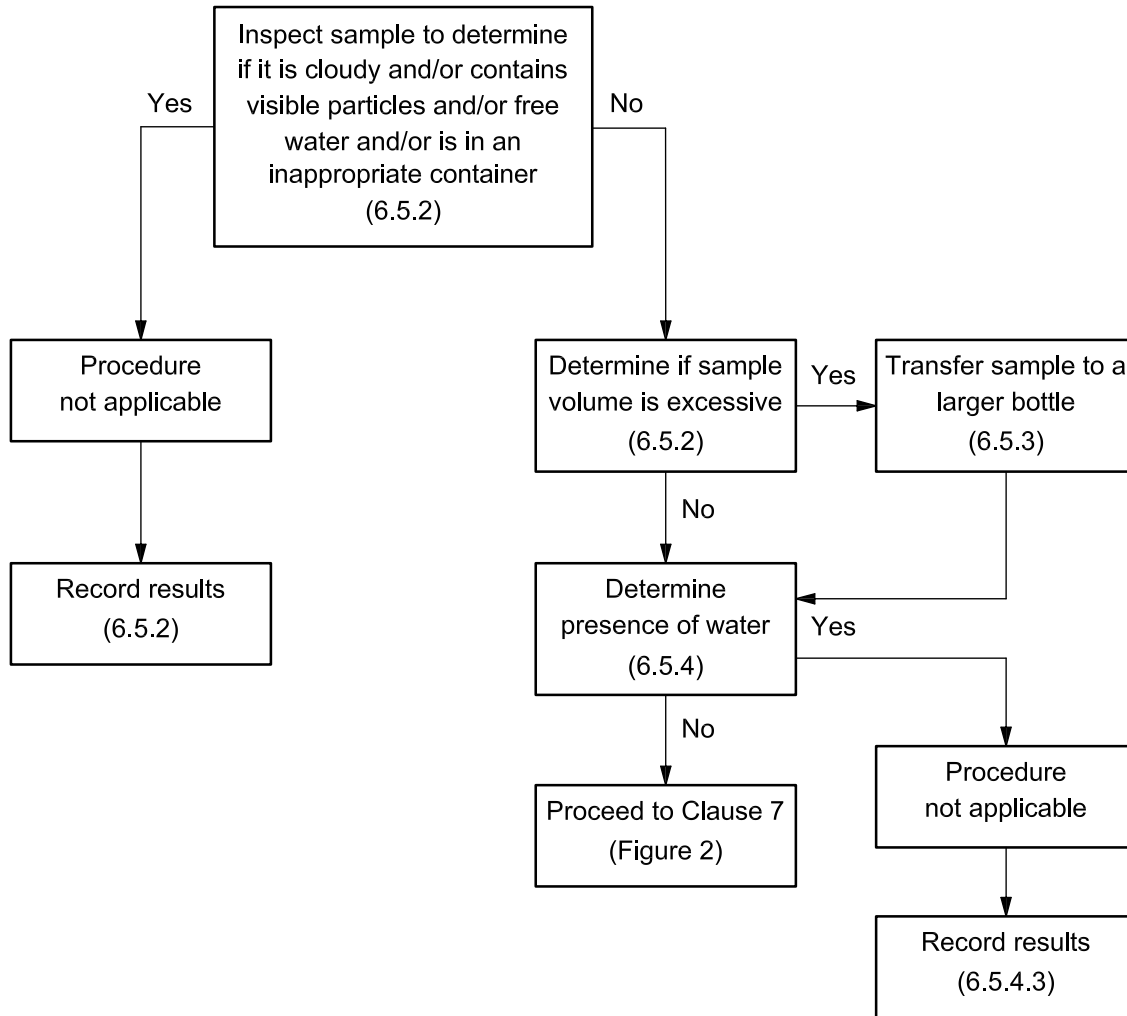 Inspect sample to determine
if it is cloudy and/or contains
visible particles and/or free
water and/or is in an
inappropriate container
(6.5.2)
Yes
No
Procedure
not applicable
Determine if sample
volume is excessive
(6.5.2)
Yes
Transfer sample to a
larger bottle
(6.5.3)
No
Record results
(6.5.2)
Determine
presence of water
(6.5.4)
Yes
No
Proceed to Clause 7
(Figure 2)
Procedure
not applicable
Record results
(6.5.4.3)